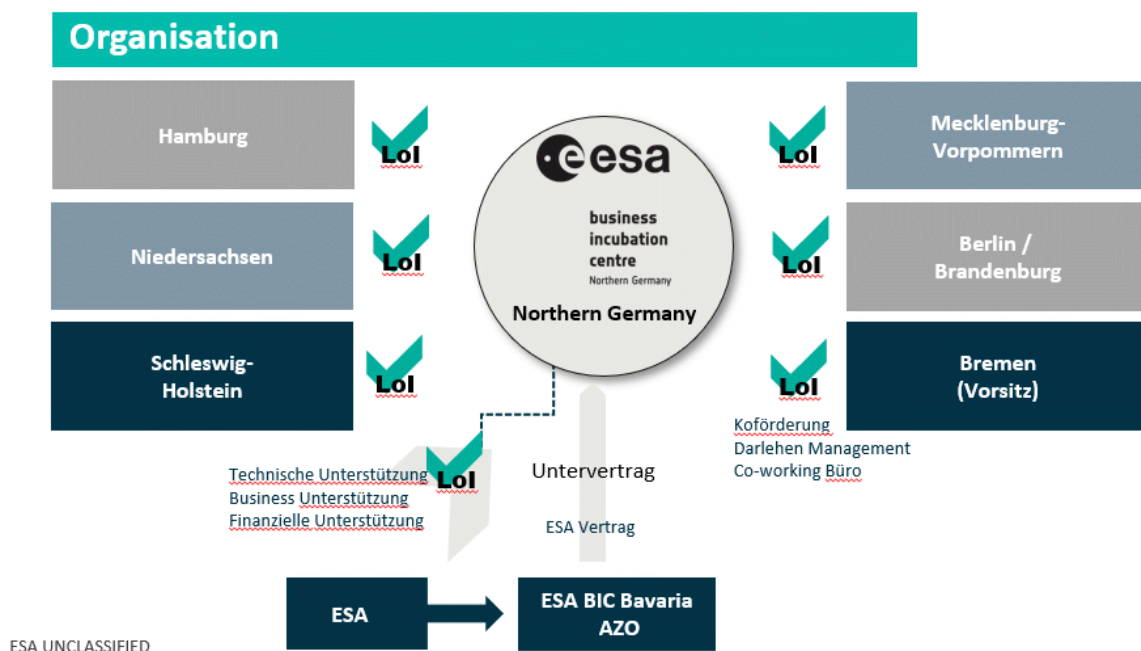 Organisation
Hamburg
LoI
Niedersachsen
LoI
Schleswig-
Holstein
LoI
esa
business
incubation
centre
Northern Germany
Northern Germany
LoI
Mecklenburg-
Vorpommern
LoI
Berlin /
Brandenburg
LoI
Bremen
(Vorsitz)
Koförderung
Darlehen Management
Co-working Büro
Technische Unterstützung
Business Unterstützung
Finanzielle Unterstützung
LoI
Untervertrag
ESA Vertrag
ESA
ESA BIC Bavaria
AZO
ESA UNCLASSIFIED